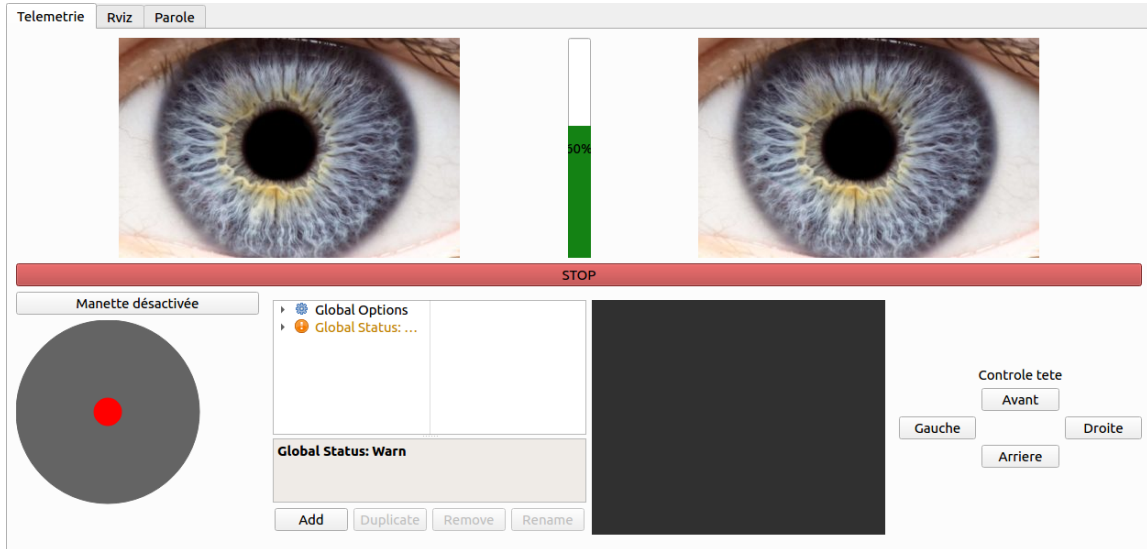 Telemetrie Rviz Parole
60%
STOP
Manette désactivée
Global Options
Global Status: ...
Global Status: Warn
Add Duplicate Remove Rename
Controle tete
Avant
Gauche Droite
Arriere